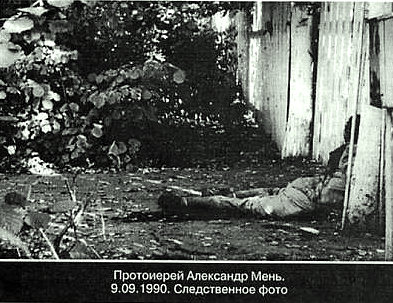 Протоиерей Александр Мень.
9.09.1990. Следственное фото